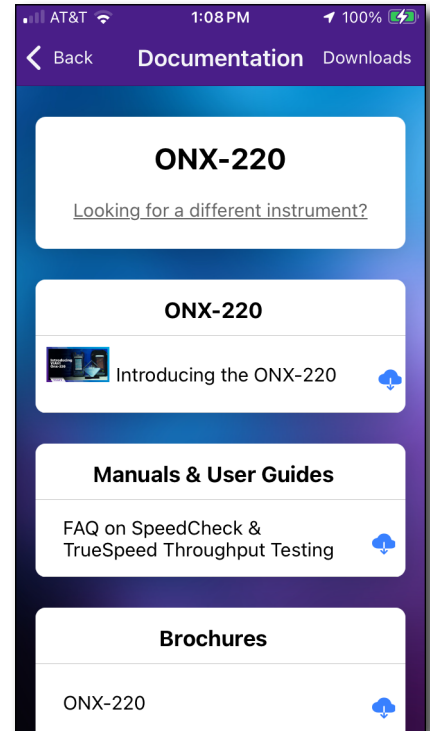 AT&T 1:08 PM 100%
Back Documentation Downloads
ONX-220
Looking for a different instrument?
ONX-220
Introducing the ONX-220
Manuals & User Guides
FAQ on SpeedCheck &
TrueSpeed Throughput Testing
Brochures
ONX-220